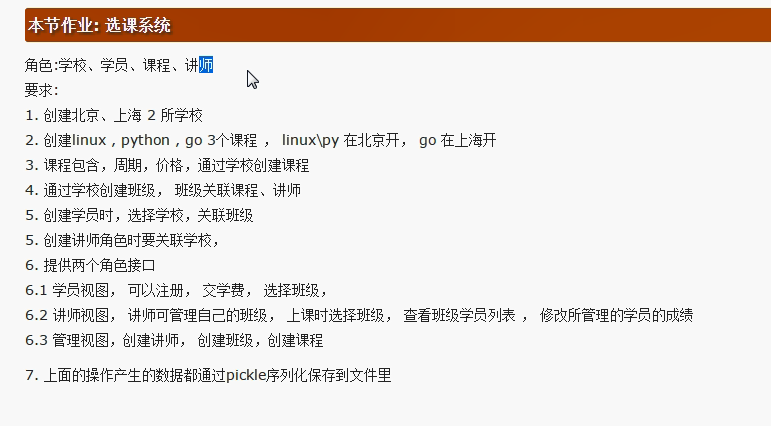 本节作业: 选课系统
角色:学校、学员、课程、讲师
要求:
1. 创建北京、上海 2 所学校
2. 创建linux , python , go 3个课程 ， linux\py 在北京开， go 在上海开
3. 课程包含，周期，价格，通过学校创建课程
4. 通过学校创建班级， 班级关联课程、讲师
5. 创建学员时，选择学校，关联班级
5. 创建讲师角色时要关联学校，
6. 提供两个角色接口
6.1 学员视图， 可以注册， 交学费， 选择班级，
6.2 讲师视图， 讲师可管理自己的班级， 上课时选择班级， 查看班级学员列表 ， 修改所管理的学员的成绩
6.3 管理视图，创建讲师， 创建班级，创建课程
7. 上面的操作产生的数据都通过pickle序列化保存到文件里